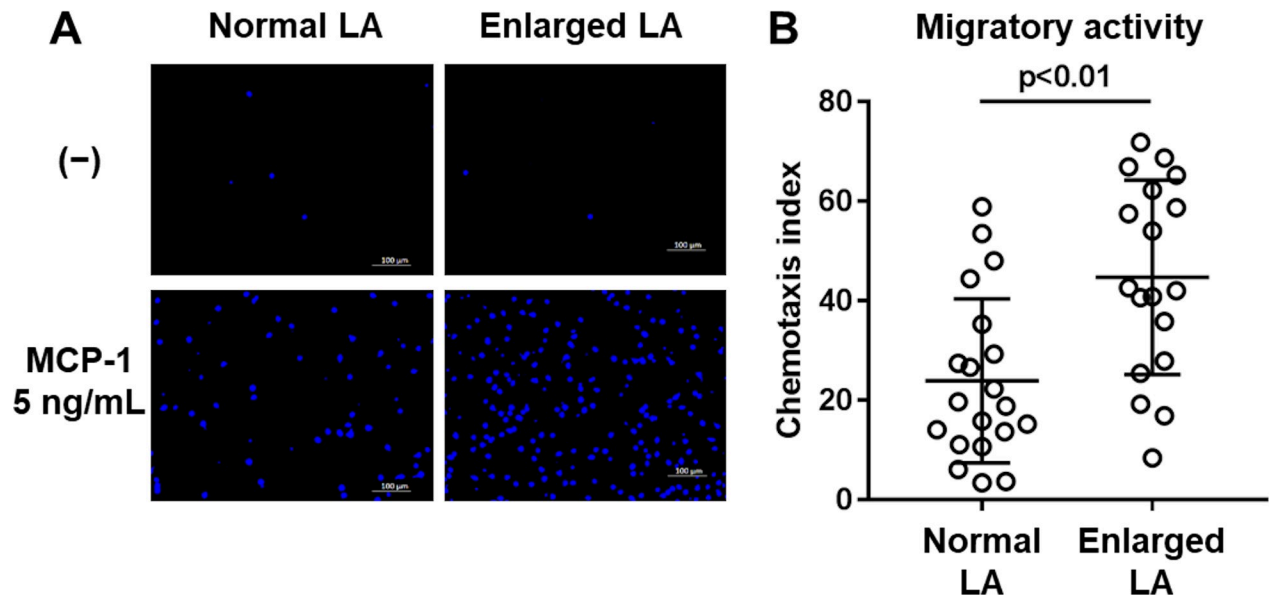 A
Normal LA
Enlarged LA
(−)
100 µm
100 µm
MCP-1
5 ng/mL
100 µm
100 µm
B
Migratory activity
p<0.01
Chemotaxis index
80
60
40
20
0
Normal
LA
Enlarged
LA